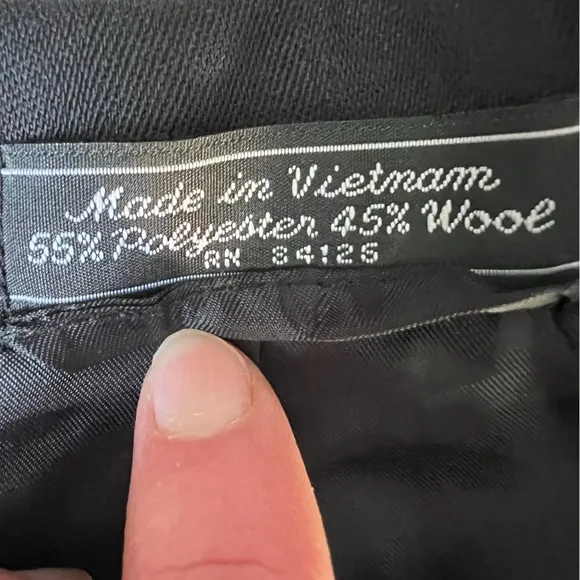 Made in Vietnam
55% Polyester 45% Wool
RN 84126